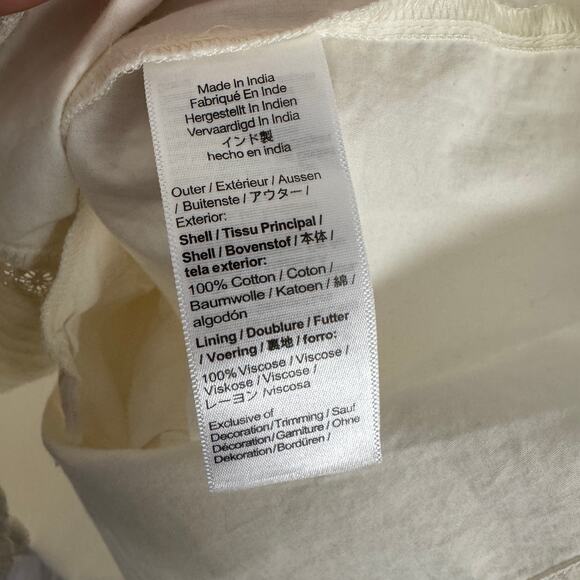 Made In India
Fabriqué En Inde
Hergestellt In Indien
Vervaardigd In India
インド製
hecho en india
Outer / Extérieur / Aussen
/ Buitenste / アウター /
Exterior:
Shell / Tissu Principal /
Shell / Bovenstof / 本体 /
tela exterior:
100% Cotton / Coton /
Baumwolle / Katoen / 綿 /
algodón
Lining / Doublure / Futter
/ Voering / 裏地 / forro:
100% Viscose / Viscose /
Viskose / Viscose /
レーヨン / viscosa
Exclusive of
Decoration/Trimming / Sauf
Décoration/Garniture / Ohne
Dekoration/Bordüren /